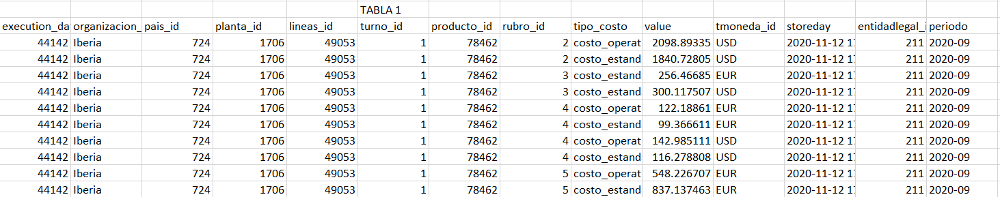 TABLA 1
execution_da organizacion_ pais_id planta_id lineas_id turno_id producto_id rubro_id tipo_costo value tmoneda_id storeday entidadlegal_i periodo
44142 Iberia 724 1706 49053 1 78462 2 costo_operat 2098.89335 USD 2020-11-12 17 211 2020-09
44142 Iberia 724 1706 49053 1 78462 2 costo_estand 1840.72805 USD 2020-11-12 17 211 2020-09
44142 Iberia 724 1706 49053 1 78462 3 costo_estand 256.46685 EUR 2020-11-12 17 211 2020-09
44142 Iberia 724 1706 49053 1 78462 3 costo_estand 300.117507 USD 2020-11-12 17 211 2020-09
44142 Iberia 724 1706 49053 1 78462 4 costo_operat 122.18861 EUR 2020-11-12 17 211 2020-09
44142 Iberia 724 1706 49053 1 78462 4 costo_estand 99.366611 EUR 2020-11-12 17 211 2020-09
44142 Iberia 724 1706 49053 1 78462 4 costo_operat 142.985111 USD 2020-11-12 17 211 2020-09
44142 Iberia 724 1706 49053 1 78462 4 costo_estand 116.278808 USD 2020-11-12 17 211 2020-09
44142 Iberia 724 1706 49053 1 78462 5 costo_operat 548.226707 EUR 2020-11-12 17 211 2020-09
44142 Iberia 724 1706 49053 1 78462 5 costo_estand 837.137463 EUR 2020-11-12 17 211 2020-09